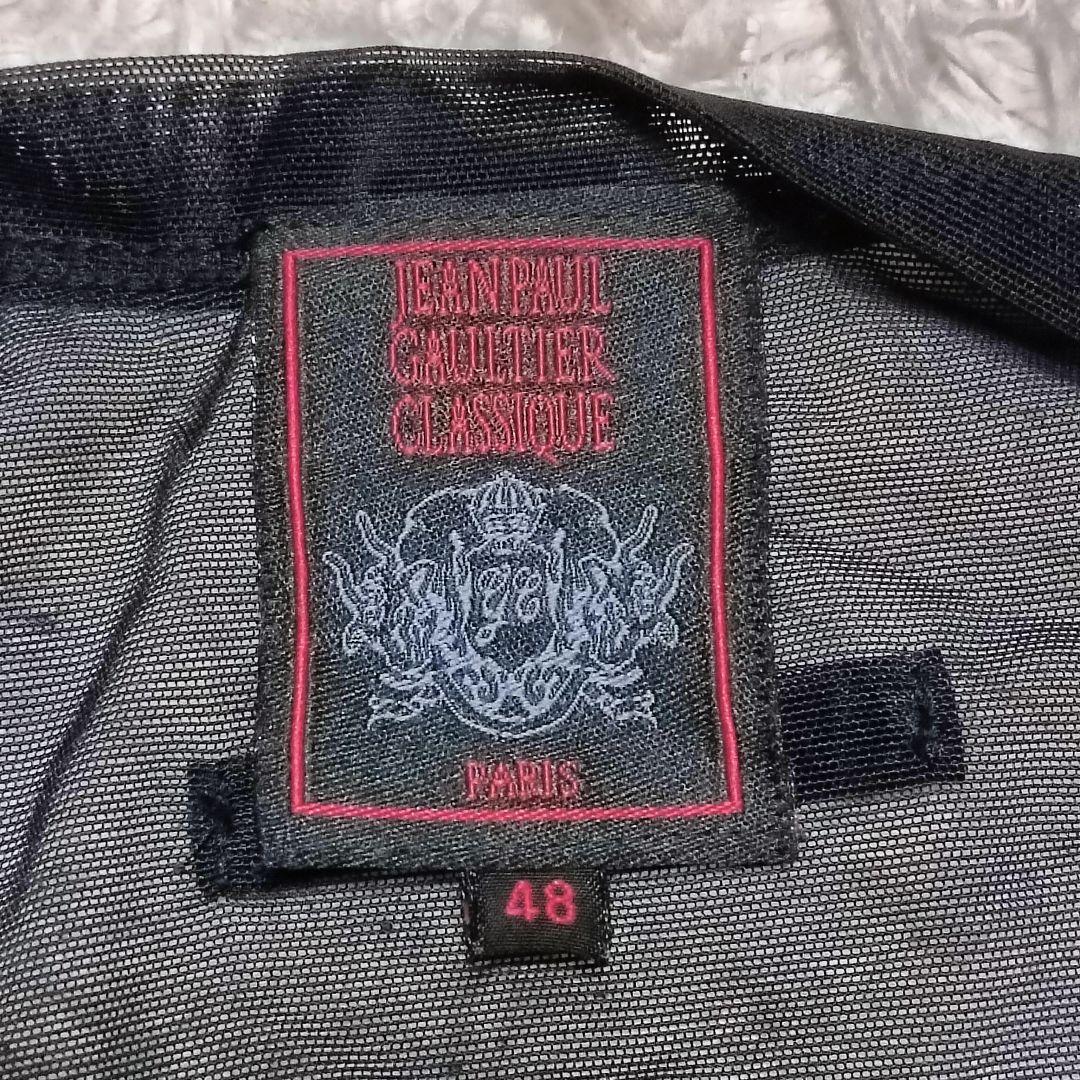 JEAN PAUL
GAULTIER
CLASSIQUE
PARIS
48